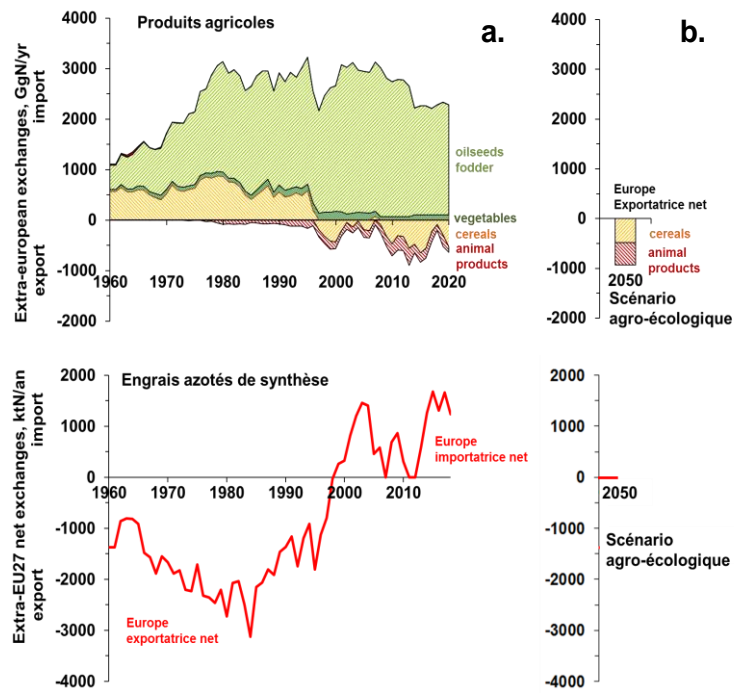 Produits agricoles
a.
Extra-european exchanges, GgN/yr
export import
4000
3000
2000
1000
0
-1000
-2000
1960 1970 1980 1990 2000 2010 2020
oilseeds
fodder
vegetables
cereals
animal
products
b.
4000
3000
2000
1000
0
-1000
-2000
Europe
Exportatrice net
cereals
animal
products
2050
Scénario
agro-écologique
Engrais azotés de synthèse
Extra-EU27 net exchanges, ktN/an
export import
2000
1000
0
-1000
-2000
-3000
-4000
1960 1970 1980 1990 2000 2010
Europe
importatrice net
Europe
exportatrice net
2000
1000
0
-1000
-2000
-3000
-4000
2050
Scénario
agro-écologique